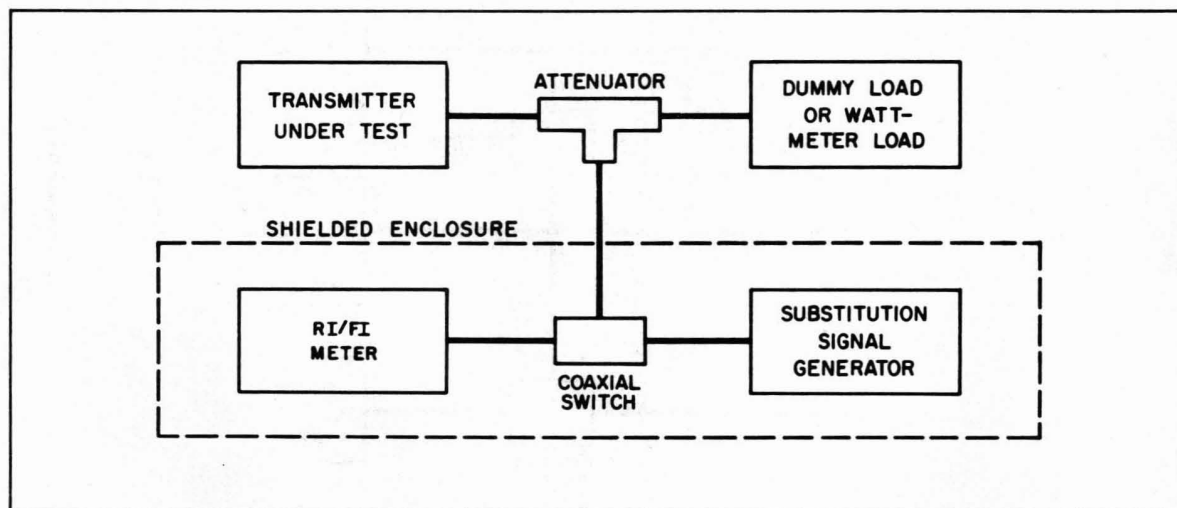 TRANSMITTER
UNDER TEST
ATTENUATOR
DUMMY LOAD
OR WATT-
METER LOAD
SHIELDED ENCLOSURE
RI/FI
METER
COAXIAL
SWITCH
SUBSTITUTION
SIGNAL
GENERATOR